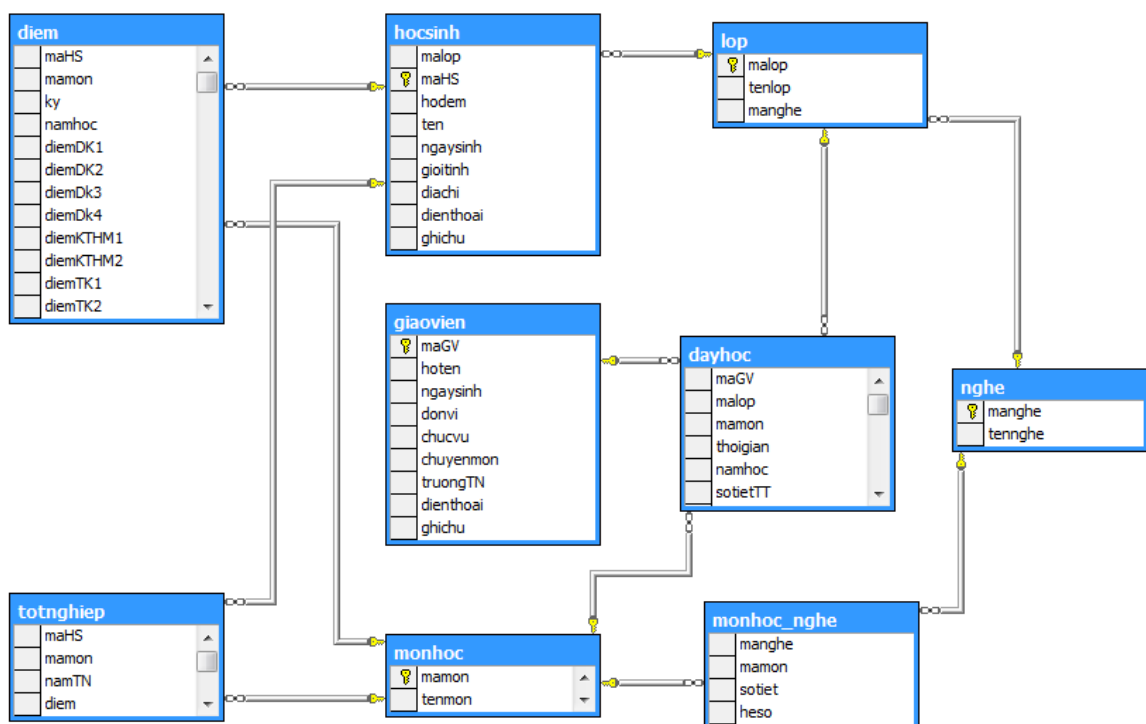 diem
maHS
mamon
ky
namhoc
diemDK1
diemDK2
diemDk3
diemDk4
diemKTHM1
diemKTHM2
diemTK1
diemTK2
hocsinh
malop
maHS
hodem
ten
ngaysinh
gioitinh
diachi
dienthoai
ghichu
lop
malop
tenlop
manghe
giaovien
maGV
hoten
ngaysinh
donvi
chucvu
chuyenmon
truongTN
dienthoai
ghichu
dayhoc
maGV
malop
mamon
thoigian
namhoc
sotietTT
nghe
manghe
tennghe
totnghiep
maHS
mamon
namTN
diem
monhoc
mamon
tenmon
monhoc_nghe
manghe
mamon
sotiet
heso